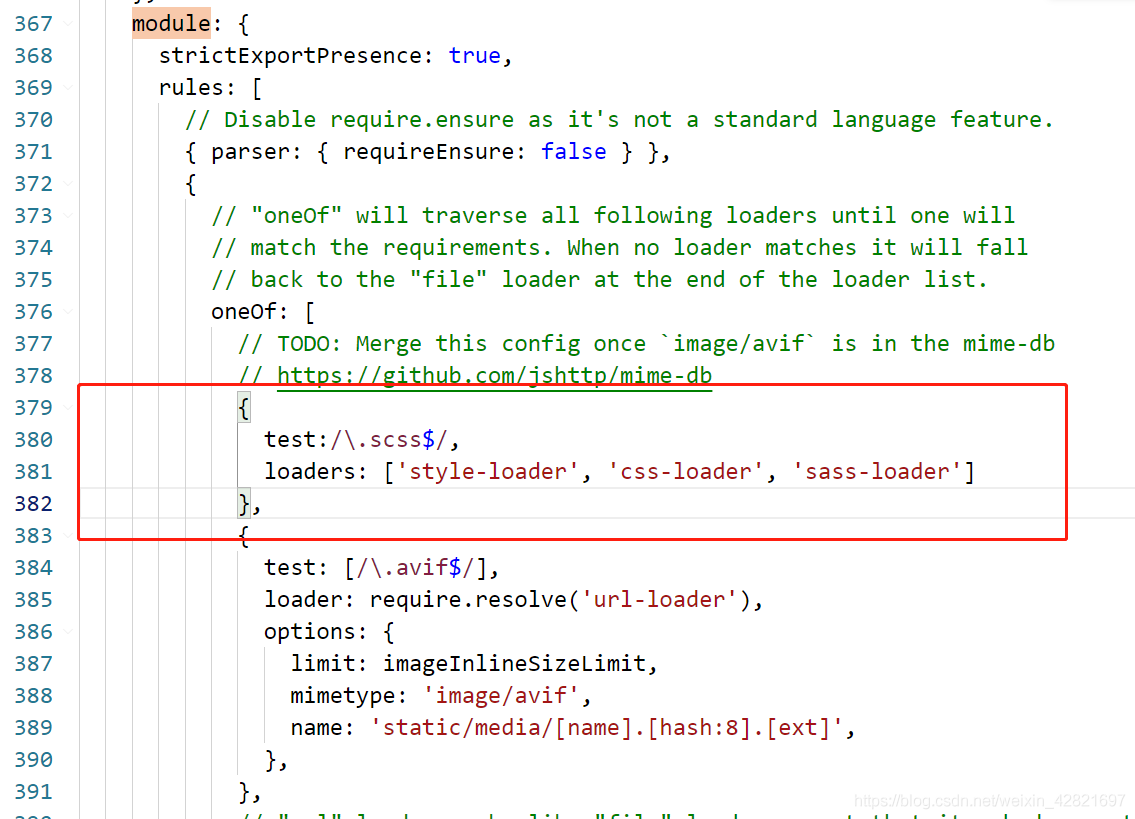 367 module: {
368 strictExportPresence: true,
369 rules: [
370 // Disable require.ensure as it's not a standard language feature.
371 { parser: { requireEnsure: false } },
372 {
373 // "oneOf" will traverse all following loaders until one will
374 // match the requirements. When no loader matches it will fall
375 // back to the "file" loader at the end of the loader list.
376 oneOf: [
377 // TODO: Merge this config once `image/avif` is in the mime-db
378 // https://github.com/jshttp/mime-db
379 {
380 test:/\.scss$/,
381 loaders: ['style-loader', 'css-loader', 'sass-loader']
382 },
383 {
384 test: [/\.avif$/],
385 loader: require.resolve('url-loader'),
386 options: {
387 limit: imageInlineSizeLimit,
388 mimetype: 'image/avif',
389 name: 'static/media/[name].[hash:8].[ext]',
390 },
391 },
https://blog.csdn.net/weixin_42821697